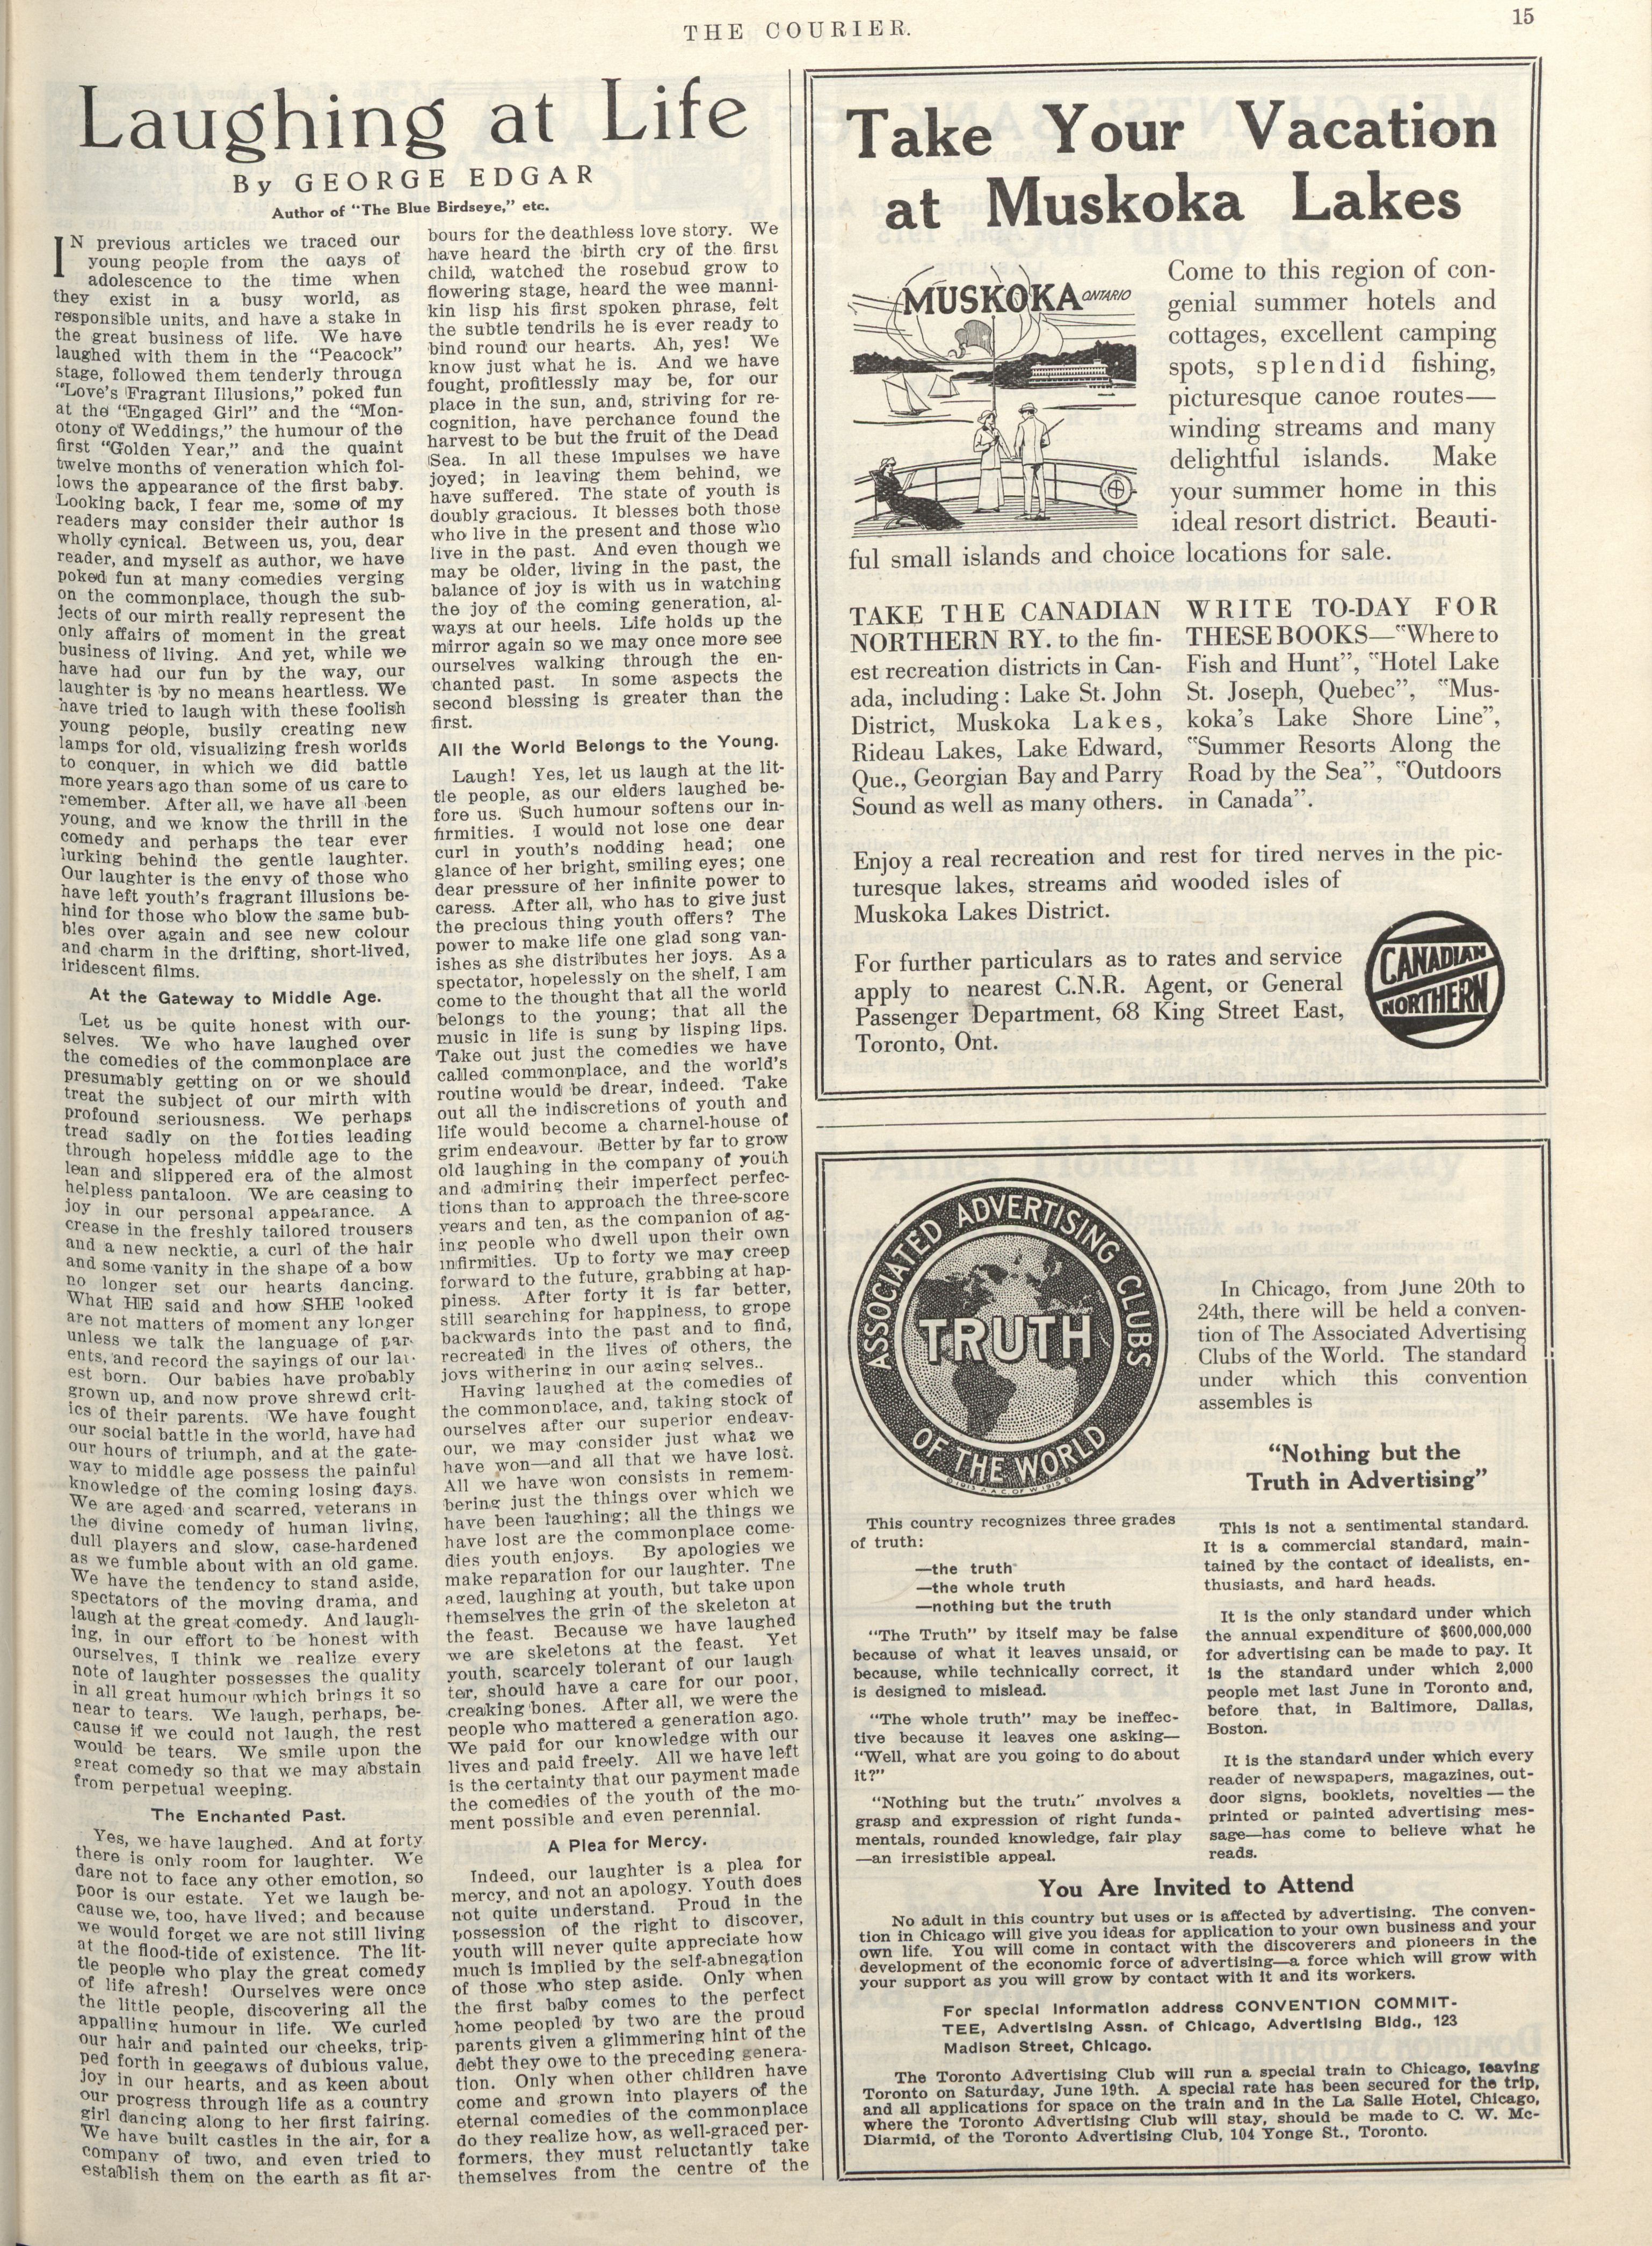 THE COURIER.
15
Laughing at Life
By GEORGE EDGAR
Author of "The Blue Birdseye," etc.
IN previous articles we traced our
young people from the days of
adolescence to the time when
they exist in a busy world, as
responsible units, and have a stake in
the great business of life. We have
laughed with them in the "Peacock"
stage, followed them tenderly through
"Love's Fragrant Illusions," poked fun
at the "Engaged Girl" and the "Mon-
otony of Weddings," the humour of the
first "Golden Year," and the quaint
twelve months of veneration which fol-
lows the appearance of the first baby.
Looking back, I fear me, some of my
readers may consider their author is
wholly cynical. Between us, you, dear
reader, and myself as author, we have
poked fun at many comedies verging
on the commonplace, though the sub-
jects of our mirth really represent the
only affairs of moment in the great
business of living. And yet, while we
have had our fun by the way, our
laughter is by no means heartless. We
have tried to laugh with these foolish
young people, busily creating new
lamps for old, visualizing fresh worlds
to conquer, in which we did battle
more years ago than some of us care to
remember. After all, we have all been
young, and we know the thrill in the
comedy and perhaps the tear ever
lurking behind the gentle laughter.
Our laughter is the envy of those who
have left youth's fragrant illusions be-
hind for those who blow the same bub-
bles over again and see new colour
and charm in the drifting, short-lived,
iridescent films.
At the Gateway to Middle Age.
Let us be quite honest with our-
selves. We who have laughed over
the comedies of the commonplace are
presumably getting on or we should
treat the subject of our mirth with
profound seriousness. We perhaps
tread sadly on the forties leading
through hopeless middle age to the
lean and slippered era of the almost
helpless pantaloon. We are ceasing to
joy in our personal appearance. A
crease in the freshly tailored trousers
and a new necktie, a curl of the hair
and some vanity in the shape of a bow
no longer set our hearts dancing.
What HE said and how SHE looked
are not matters of moment any longer
unless we talk the language of par-
ents, and record the sayings of our lat-
est born. Our babies have probably
grown up, and now prove shrewd crit-
ics of their parents. We have fought
our social battle in the world, have had
our hours of triumph, and at the gate-
way to middle age possess the painful
knowledge of the coming losing days.
We are aged and scarred, veterans in
the divine comedy of human living,
dull players and slow, case-hardened
as we fumble about with an old game.
We have the tendency to stand aside,
spectators of the moving drama, and
laugh at the great comedy. And laugh-
ing, in our effort to be honest with
ourselves, I think we realize every
note of laughter possesses the quality
in all great humour which brings it so
near to tears. We laugh, perhaps, be-
cause if we could not laugh, the rest
would be tears. We smile upon the
great comedy so that we may abstain
from perpetual weeping.
The Enchanted Past.
Yes, we have laughed. And at forty
there is only room for laughter. We
dare not to face any other emotion, so
poor is our estate. Yet we laugh be-
cause we, too, have lived; and because
we would forget we are not still living
at the flood-tide of existence. The lit-
tle people who play the great comedy
of life afresh! Ourselves were once
the little people, discovering all the
appalling humour in life. We curled
our hair and painted our cheeks, trip-
ped forth in geegaws of dubious value,
joy in our hearts, and as keen about
our progress through life as a country
girl dancing along to her first fairing.
We have built castles in the air, for a
company of two, and even tried to
establish them on the earth as fit ar-
bours for the deathless love story. We
have heard the birth cry of the first
child, watched the rosebud grow to
flowering stage, heard the wee manni-
kin lisp his first spoken phrase, felt
the subtle tendrils he is ever ready to
bind round our hearts. Ah, yes! We
know just what he is. And we have
fought, profitlessly may be, for our
place in the sun, and, striving for re-
cognition, have perchance found the
harvest to be but the fruit of the Dead
Sea. In all these impulses we have
joyed; in leaving them behind, we
have suffered. The state of youth is
doubly gracious. It blesses both those
who live in the present and those who
live in the past. And even though we
may be older, living in the past, the
balance of joy is with us in watching
the joy of the coming generation, al-
ways at our heels. Life holds up the
mirror again so we may once more see
ourselves walking through the en-
chanted past. In some aspects the
second blessing is greater than the
first.
All the World Belongs to the Young.
Laugh! Yes, let us laugh at the lit-
tle people, as our elders laughed be-
fore us. Such humour softens our in-
firmities. I would not lose one dear
curl in youth's nodding head; one
glance of her bright, smiling eyes; one
dear pressure of her infinite power to
caress. After all, who has to give just
the precious thing youth offers? The
power to make life one glad song van-
ishes as she distributes her joys. As a
spectator, hopelessly on the shelf, I am
come to the thought that all the world
belongs to the young; that all the
music in life is sung by lisping lips.
Take out just the comedies we have
called commonplace, and the world's
routine would be drear, indeed. Take
out all the indiscretions of youth and
life would become a charnel-house of
grim endeavour. Better by far to grow
old laughing in the company of youth
and admiring their imperfect perfec-
tions than to approach the three-score
years and ten, as the companion of ag-
ing people who dwell upon their own
infirmities. Up to forty we may creep
forward to the future, grabbing at hap-
piness. After forty it is far better,
still searching for happiness, to grope
backwards into the past and to find,
recreated in the lives of others, the
joys withering in our aging selves..
Having laughed at the comedies of
the commonplace, and, taking stock of
ourselves after our superior endeav-
our, we may consider just what we
have won—and all that we have lost.
All we have won consists in remem-
bering just the things over which we
have been laughing; all the things we
have lost are the commonplace come-
dies youth enjoys. By apologies we
make reparation for our laughter. The
aged, laughing at youth, but take upon
themselves the grin of the skeleton at
the feast. Because we have laughed
we are skeletons at the feast. Yet
youth, scarcely tolerant of our laugh
ter, should have a care for our poor,
creaking bones. After all, we were the
people who mattered a generation ago.
We paid for our knowledge with our
lives and paid freely. All we have left
is the certainty that our payment made
the comedies of the youth of the mo-
ment possible and even perennial.
A Plea for Mercy.
Indeed, our laughter is a plea for
mercy, and not an apology. Youth does
not quite understand. Proud in the
possession of the right to discover,
youth will never quite appreciate how
much is implied by the self-abnegation
of those who step aside. Only when
the first baby comes to the perfect
home peopled by two are the proud
parents given a glimmering hint of the
debt they owe to the preceding genera-
tion. Only when other children have
come and grown into players of the
eternal comedies of the commonplace
do they realize how, as well-graced per-
formers, they must reluctantly take
themselves from the centre of the
Take Your Vacation
at Muskoka Lakes
MUSKOKA ONTARIO
Come to this region of con-
genial summer hotels and
cottages, excellent camping
spots, splendid fishing,
picturesque canoe routes—
winding streams and many
delightful islands. Make
your summer home in this
ideal resort district. Beauti-
ful small islands and choice locations for sale.
TAKE THE CANADIAN
NORTHERN RY. to the fin-
est recreation districts in Can-
ada, including: Lake St. John
District, Muskoka Lakes,
Rideau Lakes, Lake Edward,
Que., Georgian Bay and Parry
Sound as well as many others.
WRITE TO-DAY FOR
THESE BOOKS—"Where to
Fish and Hunt", "Hotel Lake
St. Joseph, Quebec", "Mus-
koka's Lake Shore Line",
"Summer Resorts Along the
Road by the Sea", "Outdoors
in Canada".
Enjoy a real recreation and rest for tired nerves in the pic-
turesque lakes, streams and wooded isles of
Muskoka Lakes District.
For further particulars as to rates and service
apply to nearest C.N.R. Agent, or General
Passenger Department, 68 King Street East,
Toronto, Ont.
CANADIAN
NORTHERN
ASSOCIATED ADVERTISING CLUBS
TRUTH
OF THE WORLD
In Chicago, from June 20th to
24th, there will be held a conven-
tion of The Associated Advertising
Clubs of the World. The standard
under which this convention
assembles is
"Nothing but the
Truth in Advertising"
This country recognizes three grades
of truth:
—the truth
—the whole truth
—nothing but the truth
"The Truth" by itself may be false
because of what it leaves unsaid, or
because, while technically correct, it
is designed to mislead.
"The whole truth" may be ineffec-
tive because it leaves one asking—
"Well, what are you going to do about
it?"
"Nothing but the truth" involves a
grasp and expression of right funda-
mentals, rounded knowledge, fair play
—an irresistible appeal.
This is not a sentimental standard.
It is a commercial standard, main-
tained by the contact of idealists, en-
thusiasts, and hard heads.
It is the only standard under which
the annual expenditure of $600,000,000
for advertising can be made to pay. It
is the standard under which 2,000
people met last June in Toronto and,
before that, in Baltimore, Dallas,
Boston.
It is the standard under which every
reader of newspapers, magazines, out-
door signs, booklets, novelties — the
printed or painted advertising mes-
sage—has come to believe what he
reads.
You Are Invited to Attend
No adult in this country but uses or is affected by advertising. The conven-
tion in Chicago will give you ideas for application to your own business and your
own life. You will come in contact with the discoverers and pioneers in the
development of the economic force of advertising—a force which will grow with
your support as you will grow by contact with it and its workers.
For special Information address CONVENTION COMMIT-
TEE, Advertising Assn. of Chicago, Advertising Bldg., 123
Madison Street, Chicago.
The Toronto Advertising Club will run a special train to Chicago, leaving
Toronto on Saturday, June 19th. A special rate has been secured for the trip,
and all applications for space on the train and in the La Salle Hotel, Chicago,
where the Toronto Advertising Club will stay, should be made to C. W. Mc-
Diarmid, of the Toronto Advertising Club, 104 Yonge St., Toronto.